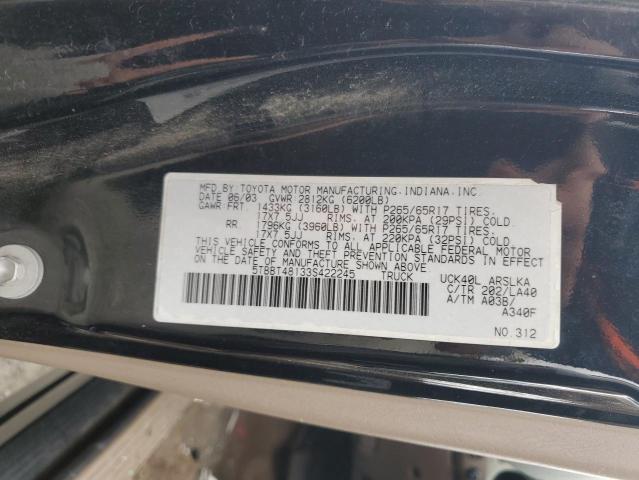 MFD. BY: TOYOTA MOTOR MANUFACTURING, INDIANA, INC.
DATE 06/03 GVWR 2812KG (6200LB)
GAWR FRT 1433KG (3160LB) WITH P265/65R17 TIRES,
17X7.5JJ RIMS, AT 200KPA (29PSI) COLD.
RR 1796KG (3960LB) WITH P265/65R17 TIRES,
17X7.5JJ RIMS, AT 220KPA (32PSI) COLD.
THIS VEHICLE CONFORMS TO ALL APPLICABLE FEDERAL MOTOR
VEHICLE SAFETY AND THEFT PREVENTION STANDARDS IN EFFECT
ON THE DATE OF MANUFACTURE SHOWN ABOVE.
5TBBT48133S422245 TRUCK
UCK40L ARSLKA
C/TR 202/LA40
A/TM A03B/
A340F
NO.312